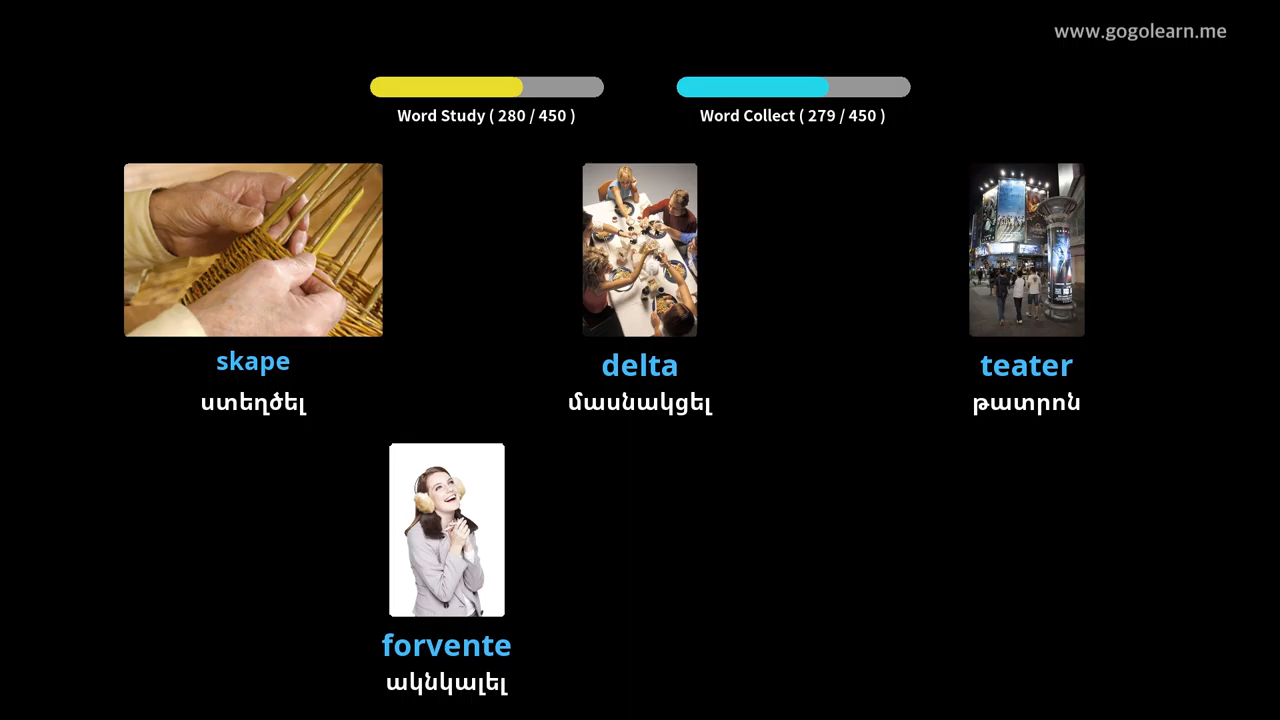 www.gogolearn.me
Word Study ( 280 / 450 )
Word Collect ( 279 / 450 )
skape
ստեղծել
delta
մասնակցել
teater
թատրոն
forvente
ակնկալել